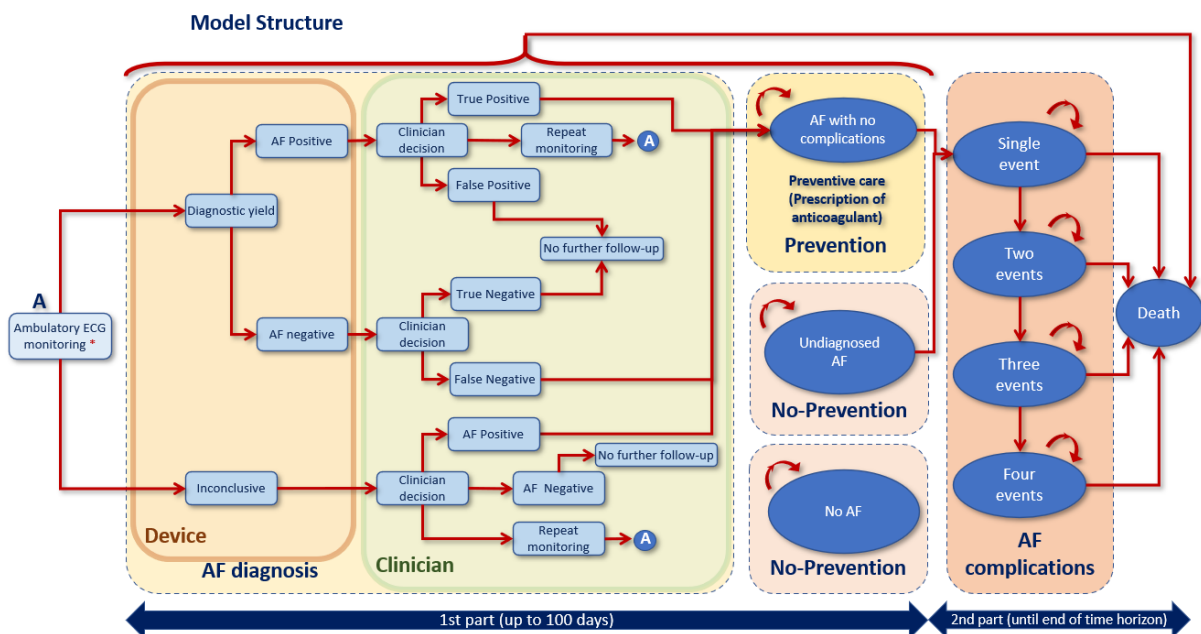 Model Structure
True Positive
AF Positive
Clinician
decision
Repeat
monitoring
A
False Positive
Diagnostic yield
No further follow-up
True Negative
A
Ambulatory ECG
monitoring *
AF negative
Clinician
decision
False Negative
AF Positive
No further follow-up
Inconclusive
Clinician
decision
AF Negative
Repeat
monitoring
A
Device
Clinician
AF diagnosis
AF with no
complications
Preventive care
(Prescription of
anticoagulant)
Prevention
Undiagnosed
AF
No-Prevention
No AF
No-Prevention
Single
event
Two
events
Three
events
Four
events
AF
complications
Death
1st part (up to 100 days)
2nd part (until end of time horizon)